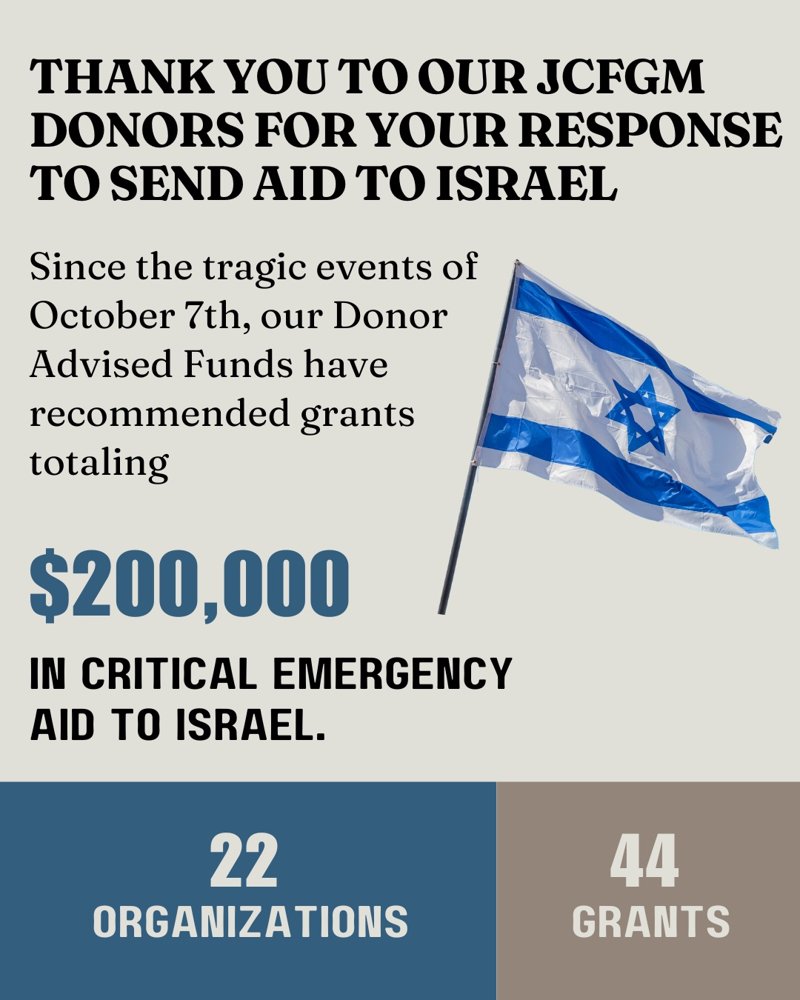 THANK YOU TO OUR JCFGM
DONORS FOR YOUR RESPONSE
TO SEND AID TO ISRAEL
Since the tragic events of
October 7th, our Donor
Advised Funds have
recommended grants
totaling
$200,000
IN CRITICAL EMERGENCY
AID TO ISRAEL.
22
ORGANIZATIONS
44
GRANTS